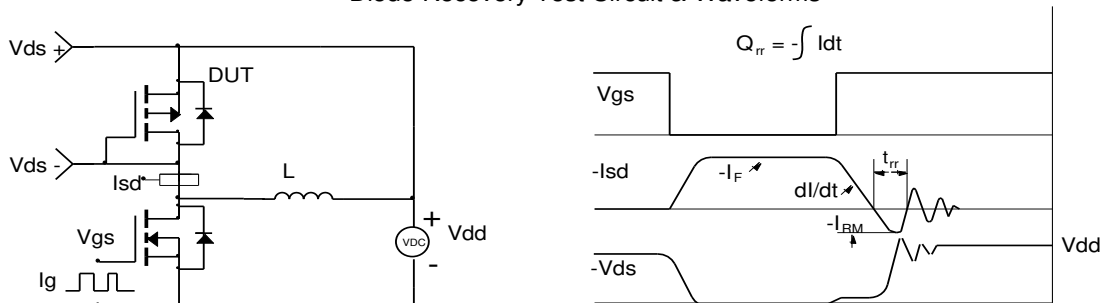 Diode Recovery Test Circuit & Waveforms
Vds +
DUT
Vds -
Isd
L
Vgs
Ig
VDC
+
-
Vdd
Qrr = -∫ Idt
Vgs
-Isd
-IF
dI/dt
trr
-IRM
Vdd
-Vds